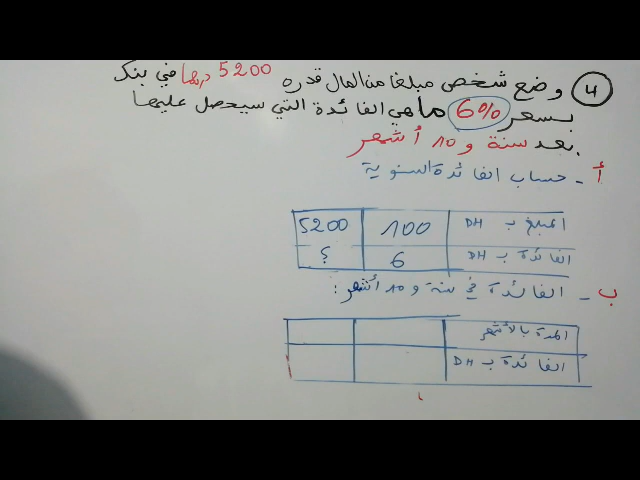 4 وضع شخص مبلغا من المال قدره 5200 درهما في بنك
بسعر 6% ما هي الفائدة التي سيحصل عليها
بعد سنة و 10 أشهر
أ - حساب الفائدة السنوية
المبلغ ب DH 100 5200
الفائدة ب DH 6 ؟
ب - الفائدة في سنة و 10 أشهر :
المدة بالأشهر
الفائدة ب DH